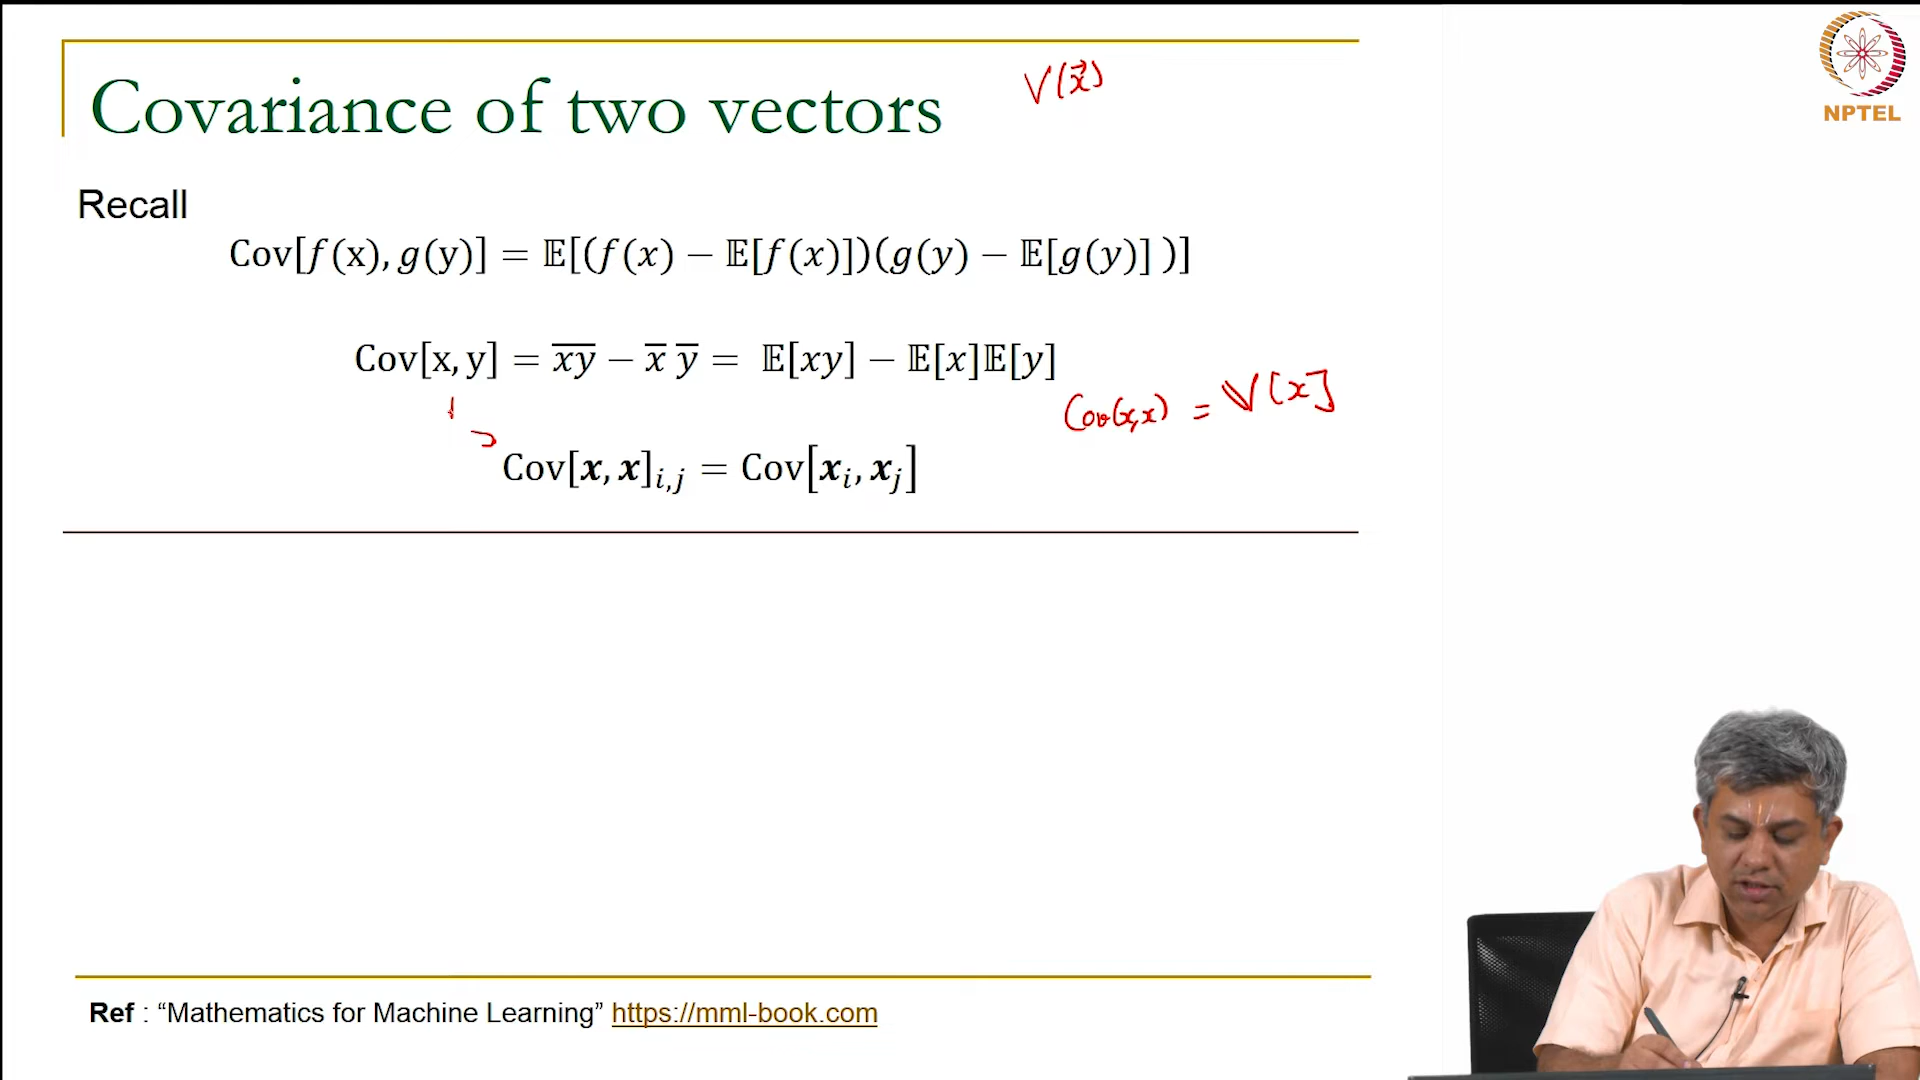 Covariance of two vectors
V(x⃗)
NPTEL
Recall
Cov[f(x), g(y)] = 𝔼[(f(x) − 𝔼[f(x)])(g(y) − 𝔼[g(y)] )]
Cov[x, y] = x̅y̅ − x̅ y̅ = 𝔼[xy] − 𝔼[x]𝔼[y]
Cov(x,x) = 𝕍[x]
Cov[𝒙, 𝒙]ᵢ,ⱼ = Cov[𝒙ᵢ, 𝒙ⱼ]
Ref : “Mathematics for Machine Learning” https://mml-book.com